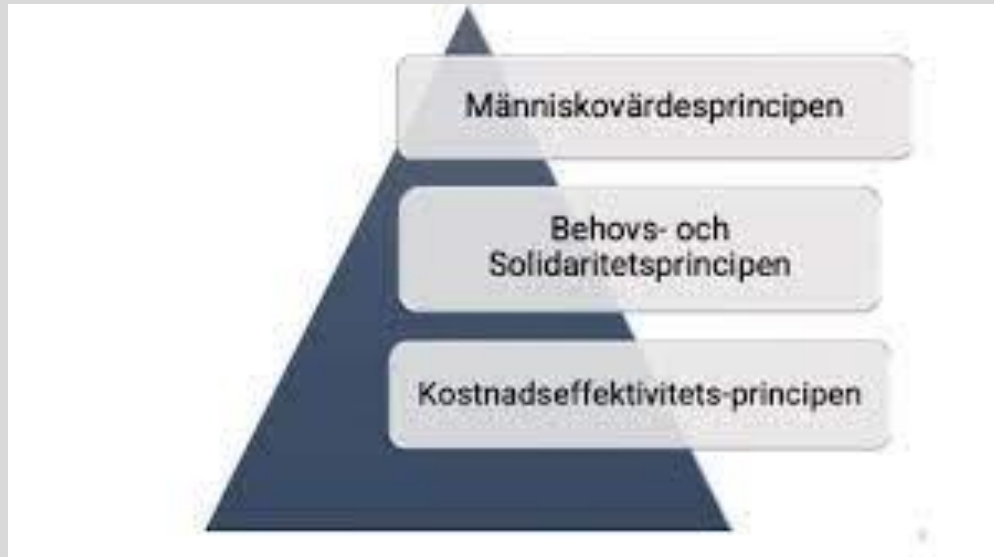 Människovärdesprincipen
Behovs- och
Solidaritetsprincipen
Kostnadseffektivitets-principen